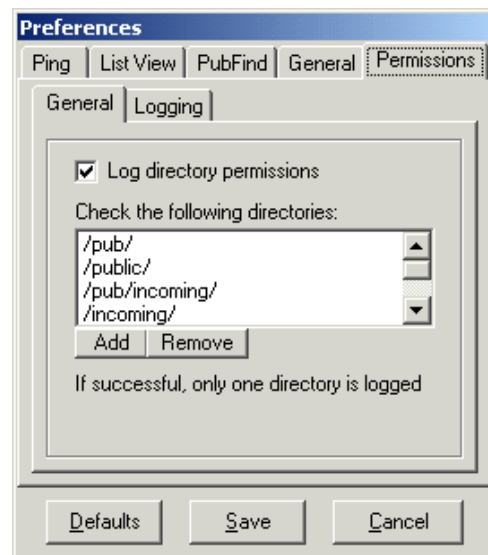 Preferences
Ping List View PubFind General Permissions
General Logging
Log directory permissions
Check the following directories:
/pub/
/public/
/pub/incoming/
/incoming/
Add Remove
If successful, only one directory is logged
Defaults Save Cancel